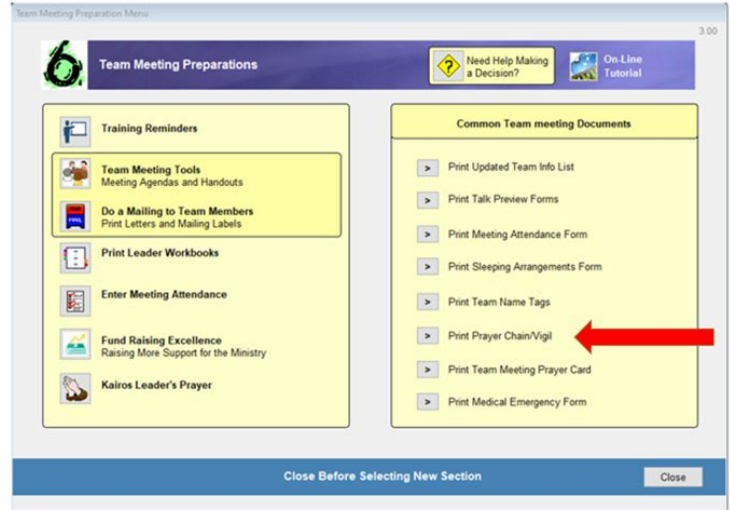 Team Meeting Preparation Menu
3.00
6
Team Meeting Preparations
Need Help Making
a Decision?
On-Line
Tutorial
Training Reminders
Team Meeting Tools
Meeting Agendas and Handouts
Do a Mailing to Team Members
Print Letters and Mailing Labels
Print Leader Workbooks
Enter Meeting Attendance
Fund Raising Excellence
Raising More Support for the Ministry
Kairos Leader's Prayer
Common Team meeting Documents
> Print Updated Team Info List
> Print Talk Preview Forms
> Print Meeting Attendance Form
> Print Sleeping Arrangements Form
> Print Team Name Tags
> Print Prayer Chain/Vigil
> Print Team Meeting Prayer Card
> Print Medical Emergency Form
Close Before Selecting New Section
Close